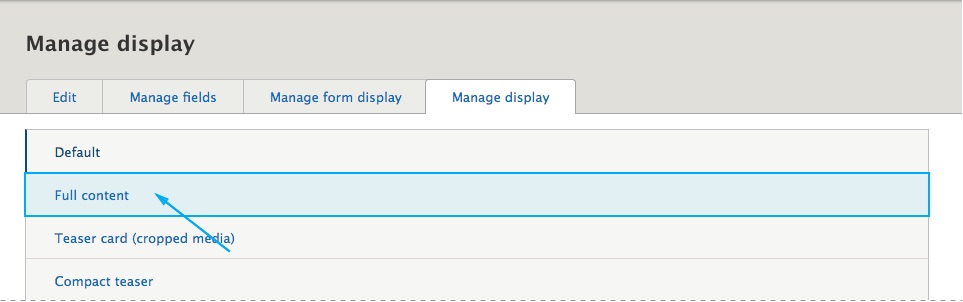 Manage display
Edit Manage fields Manage form display Manage display
Default
Full content
Teaser card (cropped media)
Compact teaser